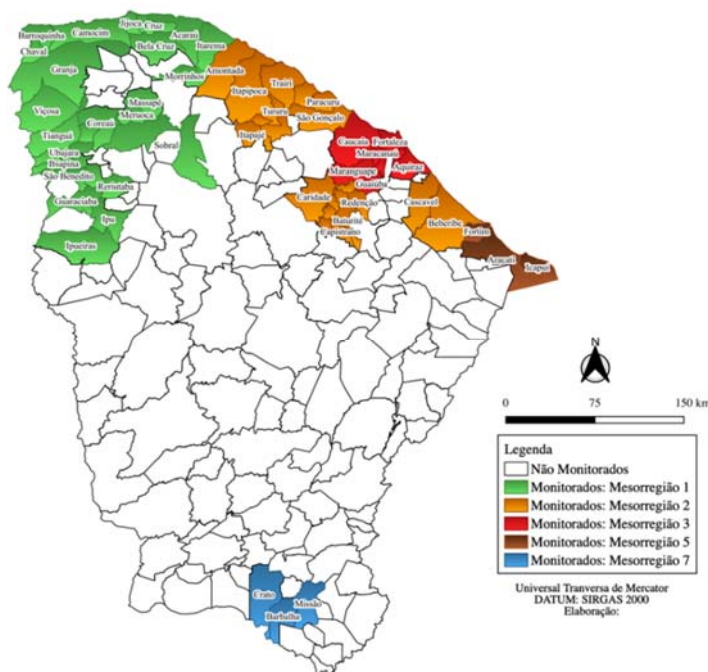 Jijoca
Cruz
Barroquinha
Camocim
Acaraú
Chaval
Bela Cruz
Itarema
Granja
Morrinhos
Amontada
Massapê
Itapipoca
Trairi
Viçosa
Meruoca
Paracuru
Coreaú
Tururu
São Gonçalo
Tianguá
Itapajé
Ubajara
Sobral
Caucaia
Fortaleza
Ibiapina
Maracanaú
São Benedito
Maranguape
Aquiraz
Reriutaba
Guaiúba
Guaraciaba
Caridade
Redenção
Cascavel
Ipu
Baturité
Beberibe
Capistrano
Fortim
Ipueiras
Aracati
Icapuí
N
0 75 150 km
Legenda
Não Monitorados
Monitorados: Mesorregião 1
Monitorados: Mesorregião 2
Monitorados: Mesorregião 3
Monitorados: Mesorregião 5
Monitorados: Mesorregião 7
Universal Tranversa de Mercator
DATUM: SIRGAS 2000
Elaboração:
Crato
Missão
Barbalha